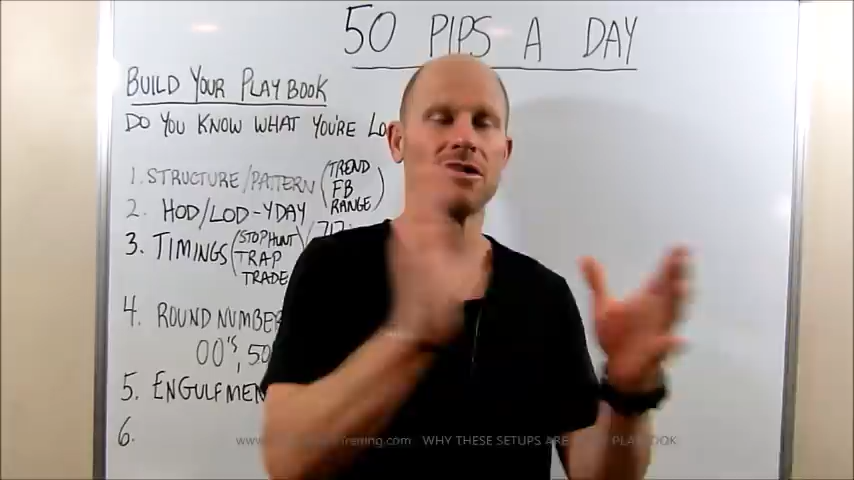 50 PIPS A DAY
BUILD YOUR PLAYBOOK
DO YOU KNOW WHAT YOU'RE
1. STRUCTURE/PATTERN (TREND
FB
RANGE)
2. HOD/LOD-YDAY
3. TIMINGS (STOPHUNT
TRAP
TRADE
4. ROUND NUMBER
00's, 50
5. ENGULFMEN
6.
www. .com WHY THESE SETUPS ARE PLAYBOOK